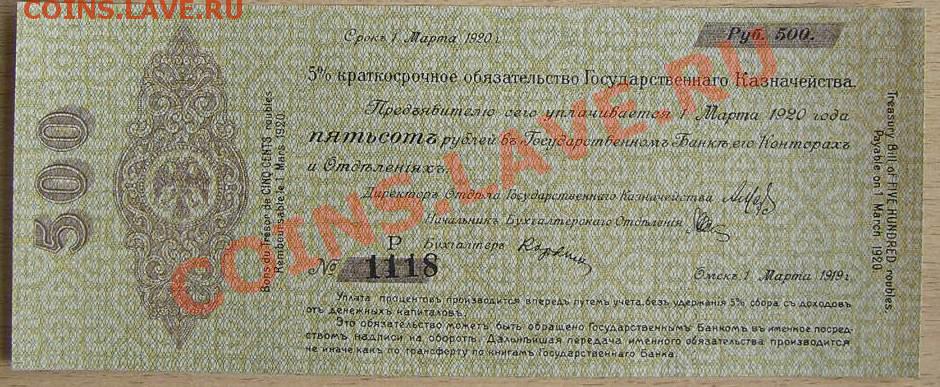 COINS.LAVE.RU
Срокъ 1 Марта 1920 г.
Руб. 500.
5% краткосрочное обязательство Государственнаго Казначейства.
Предъявителю сего уплачивается 1 Марта 1920 года
ПЯТЬСОТЪ рублей въ Государственномъ Банкѣ, его Конторахъ
и Отдѣленіяхъ.
Директоръ Отдѣла Государственнаго Казначейства
Начальникъ Бухгалтерскаго Отдѣленія
Р Бухгалтеръ
№ 1118
Омскъ, 1 Марта 1919 г.
Уплата процентовъ производится впередъ путемъ учета, безъ удержанія 5% сбора съ доходовъ
отъ денежныхъ капиталовъ.
Это обязательство можетъ быть обращено Государственнымъ Банкомъ въ именное посред-
ствомъ надписи на оборотѣ. Дальнѣйшая передача именного обязательства производится
не иначе какъ по трансферту по книгамъ Государственнаго Банка.
500
Bons du Tresor de CINQ CENTS roubles
Remboursable le 1 Mars 1920.
Treasury Bill of FIVE HUNDRED roubles
Payable on 1 March 1920
COINS.LAVE.RU